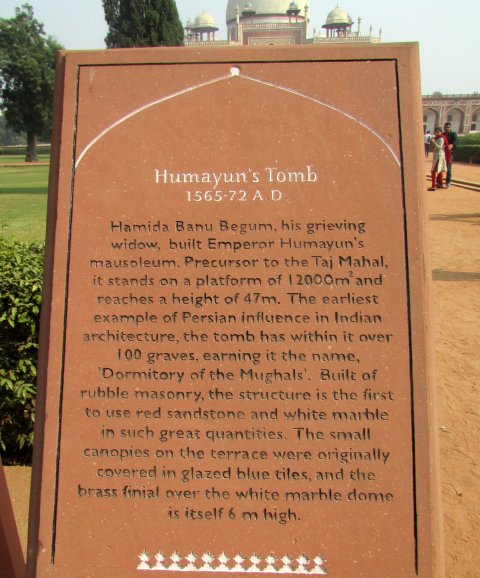 Humayun's Tomb
1565-72 A.D.
Hamida Banu Begum, his grieving
widow, built Emperor Humayun's
mausoleum. Precursor to the Taj Mahal,
it stands on a platform of 12000m² and
reaches a height of 47m. The earliest
example of Persian influence in Indian
architecture, the tomb has within it over
100 graves, earning it the name,
'Dormitory of the Mughals'. Built of
rubble masonry, the structure is the first
to use red sandstone and white marble
in such great quantities. The small
canopies on the terrace were originally
covered in glazed blue tiles, and the
brass finial over the white marble dome
is itself 6 m high.